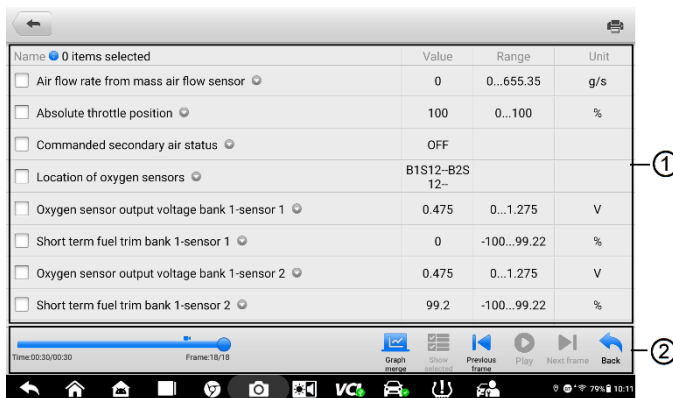 Name 0 items selected Value Range Unit
Air flow rate from mass air flow sensor 0 0...655.35 g/s
Absolute throttle position 100 0...100 %
Commanded secondary air status OFF
Location of oxygen sensors B1S12--B2S
12--
Oxygen sensor output voltage bank 1-sensor 1 0.475 0...1.275 V
Short term fuel trim bank 1-sensor 1 0 -100...99.22 %
Oxygen sensor output voltage bank 1-sensor 2 0.475 0...1.275 V
Short term fuel trim bank 1-sensor 2 99.2 -100...99.22 %
1
Time:00:30/00:30 Frame:18/18
Graph
merge
Show
selected
Previous
frame
Play
Next frame
Back
2
VCI 79% 10:11